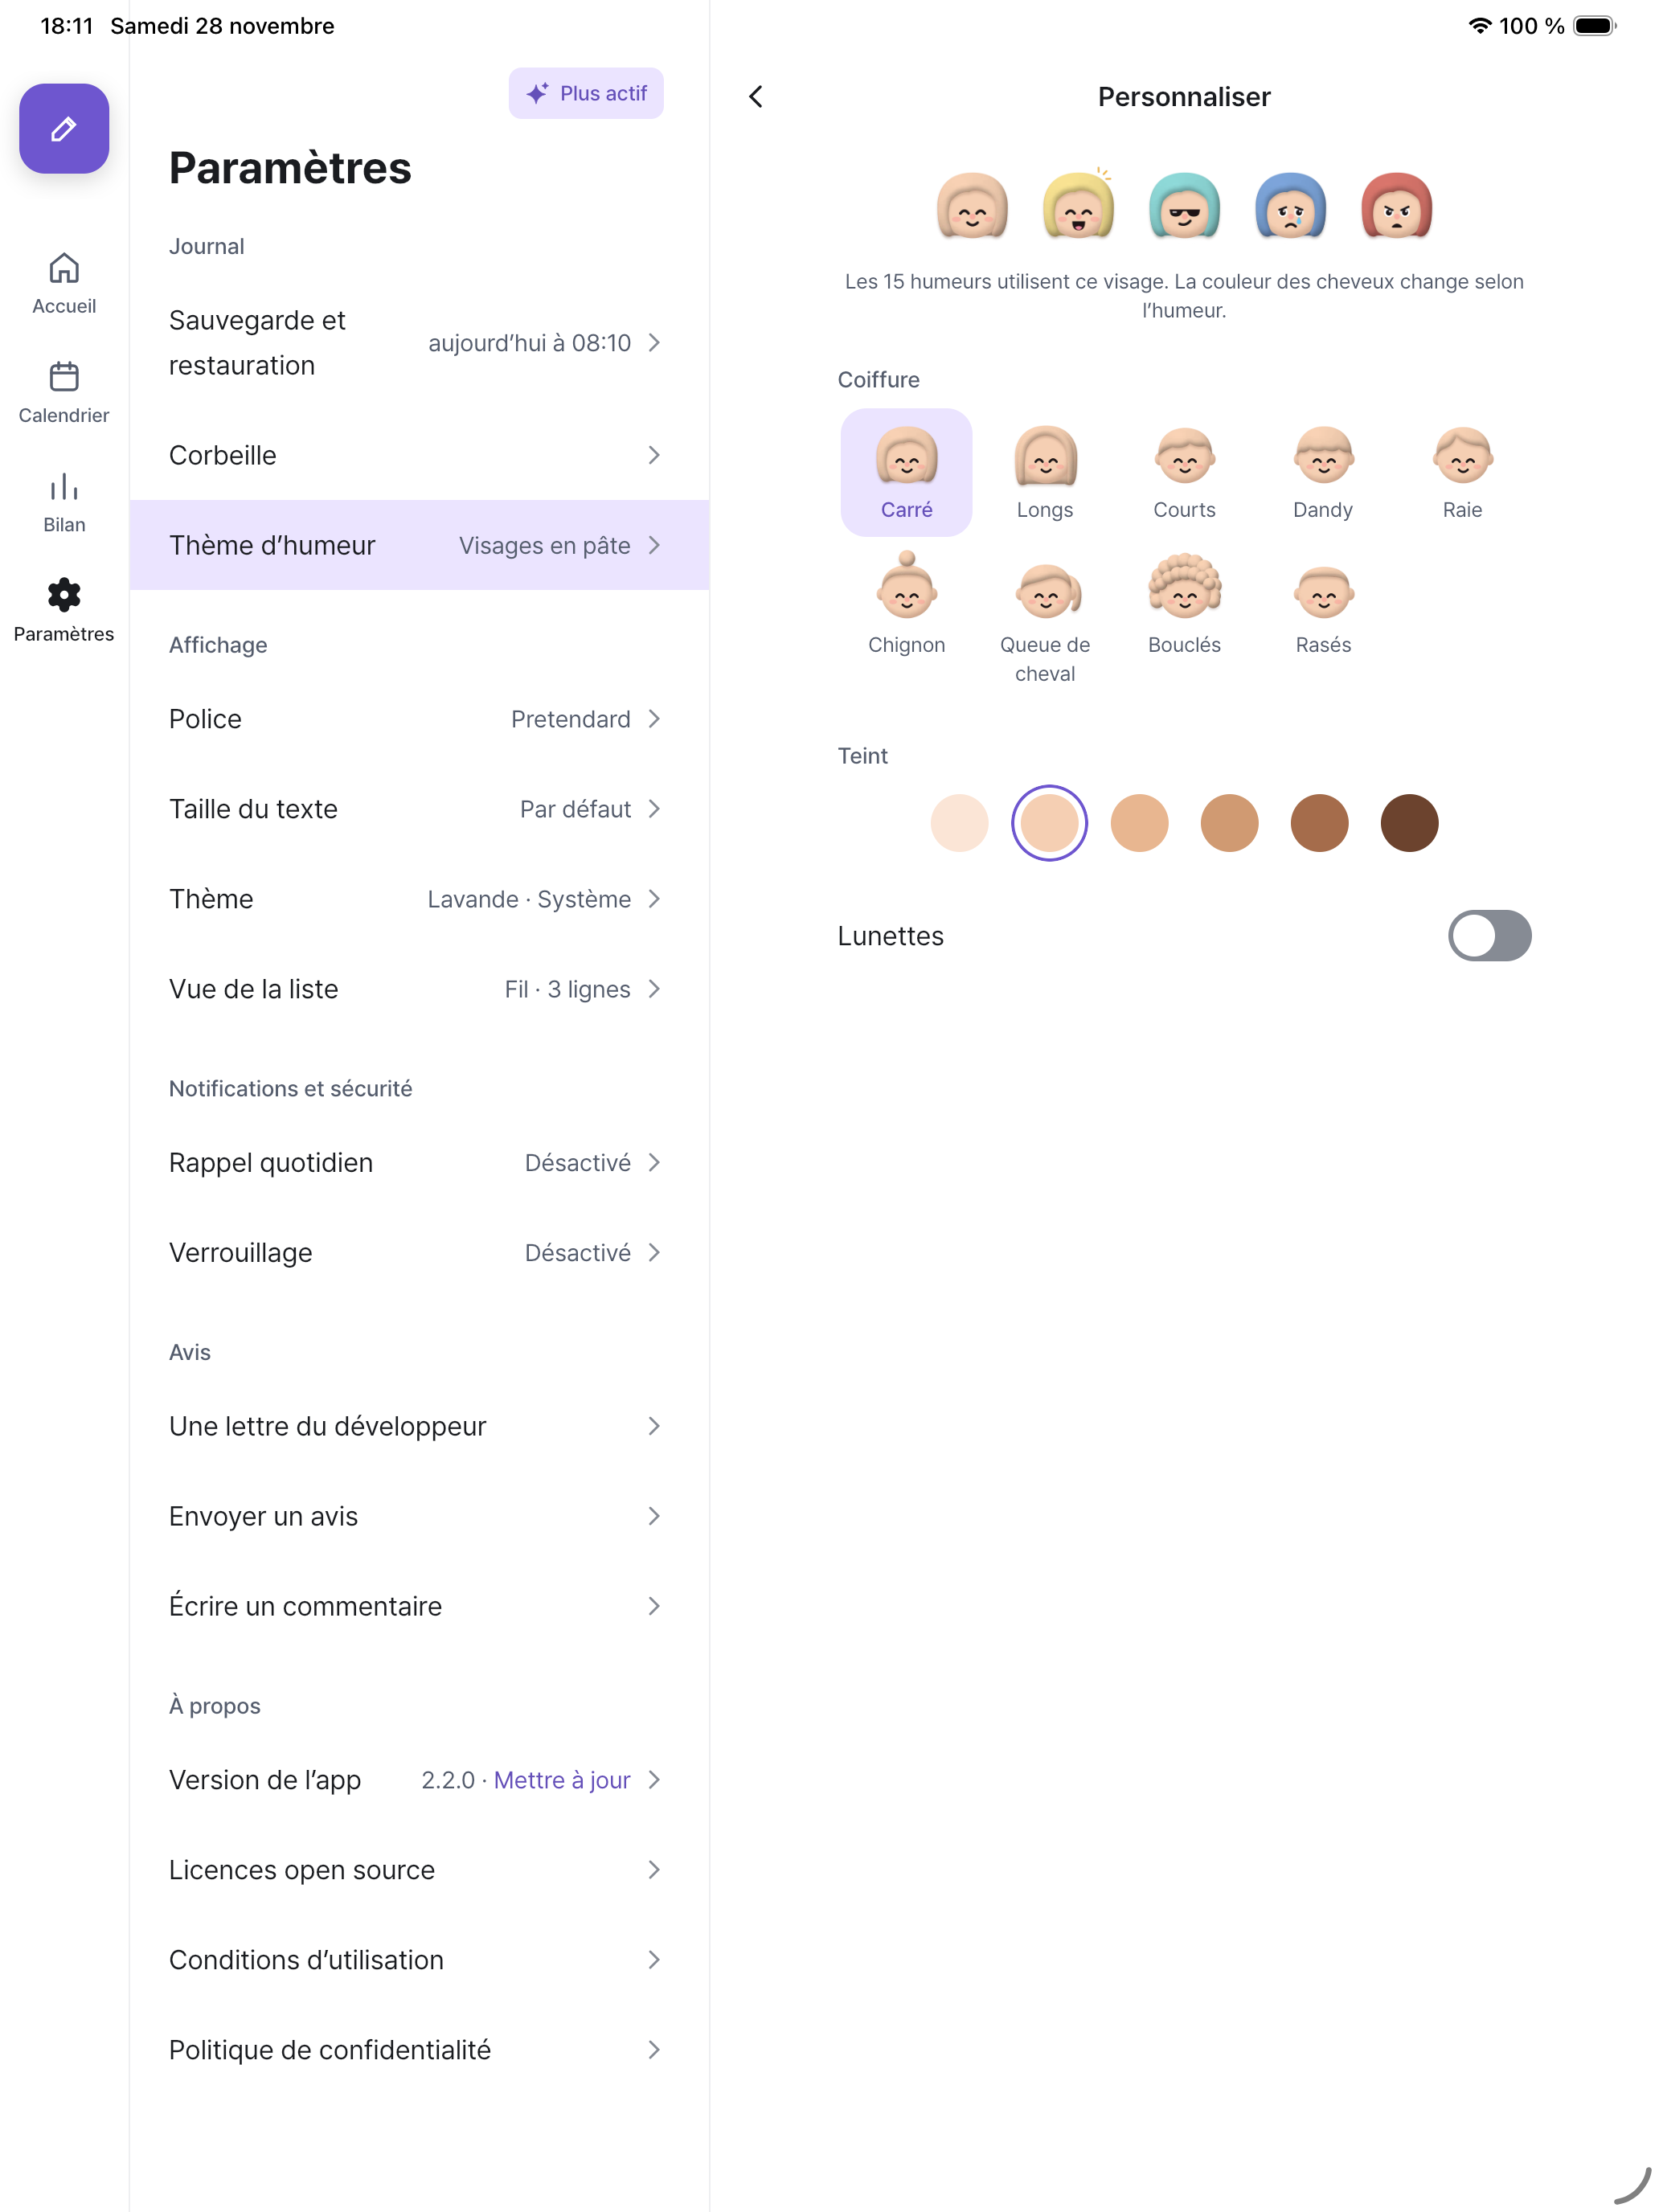 18:11 Samedi 28 novembre
100 %
Accueil
Calendrier
Bilan
Paramètres
Plus actif
Paramètres
Journal
Sauvegarde et
restauration
aujourd’hui à 08:10
Corbeille
Thème d’humeur
Visages en pâte
Affichage
Police
Pretendard
Taille du texte
Par défaut
Thème
Lavande · Système
Vue de la liste
Fil · 3 lignes
Notifications et sécurité
Rappel quotidien
Désactivé
Verrouillage
Désactivé
Avis
Une lettre du développeur
Envoyer un avis
Écrire un commentaire
À propos
Version de l’app
2.2.0 · Mettre à jour
Licences open source
Conditions d’utilisation
Politique de confidentialité
Personnaliser
Les 15 humeurs utilisent ce visage. La couleur des cheveux change selon
l’humeur.
Coiffure
Carré
Longs
Courts
Dandy
Raie
Chignon
Queue de
cheval
Bouclés
Rasés
Teint
Lunettes